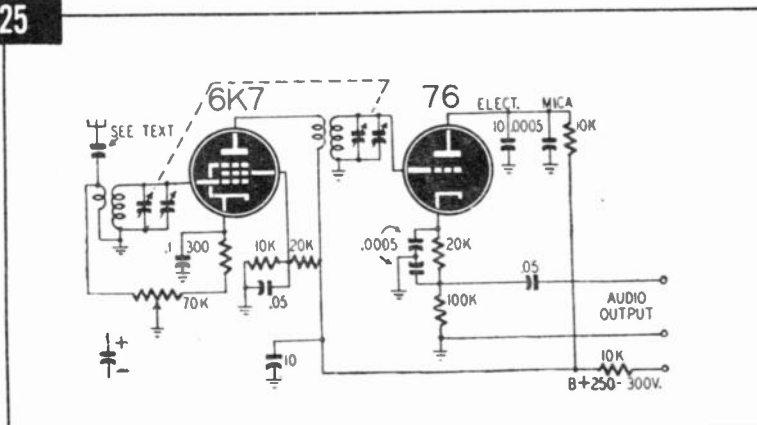 25
6K7
76
ELECT.
MICA
SEE TEXT
10
.0005
10K
.1
300
10K
20K
.0005
20K
.05
.05
70K
100K
AUDIO
OUTPUT
+
-
10
10K
B+250-300V.